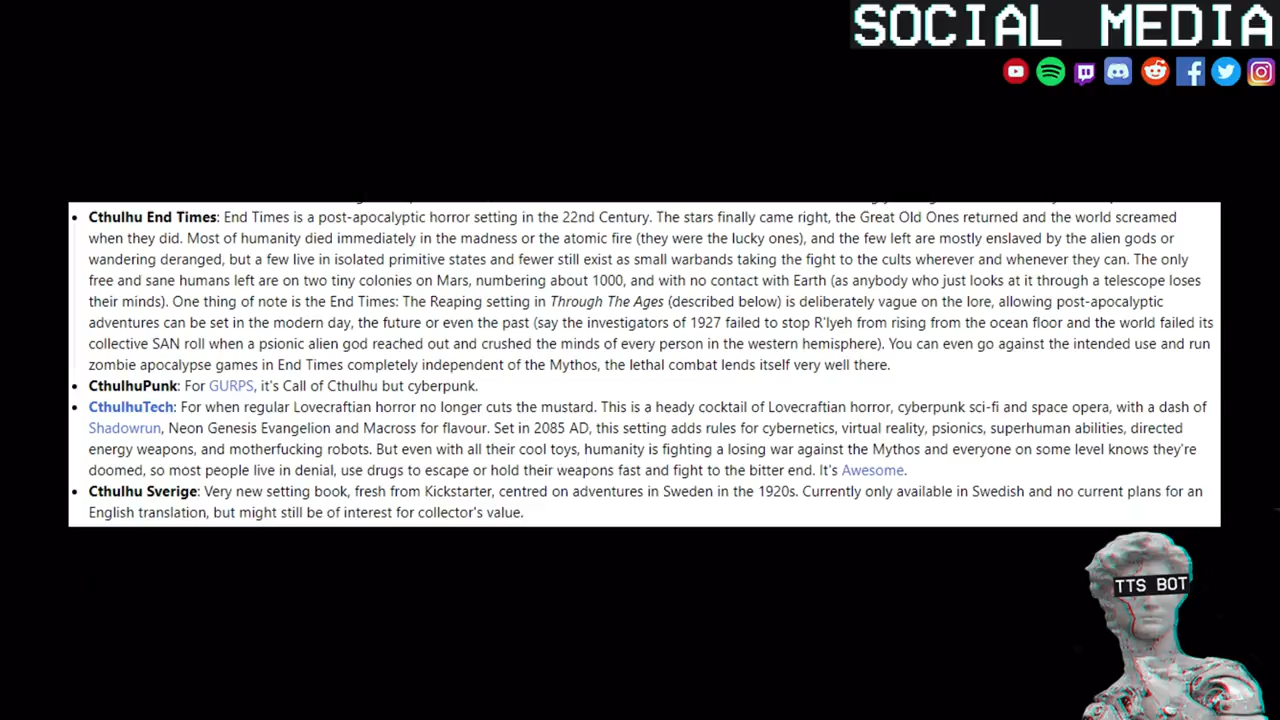 SOCIAL MEDIA
• Cthulhu End Times: End Times is a post-apocalyptic horror setting in the 22nd Century. The stars finally came right, the Great Old Ones returned and the world screamed
when they did. Most of humanity died immediately in the madness or the atomic fire (they were the lucky ones), and the few left are mostly enslaved by the alien gods or
wandering deranged, but a few live in isolated primitive states and fewer still exist as small warbands taking the fight to the cults wherever and whenever they can. The only
free and sane humans left are on two tiny colonies on Mars, numbering about 1000, and with no contact with Earth (as anybody who just looks at it through a telescope loses
their minds). One thing of note is the End Times: The Reaping setting in Through The Ages (described below) is deliberately vague on the lore, allowing post-apocalyptic
adventures can be set in the modern day, the future or even the past (say the investigators of 1927 failed to stop R'lyeh from rising from the ocean floor and the world failed its
collective SAN roll when a psionic alien god reached out and crushed the minds of every person in the western hemisphere). You can even go against the intended use and run
zombie apocalypse games in End Times completely independent of the Mythos, the lethal combat lends itself very well there.
• CthulhuPunk: For GURPS, it's Call of Cthulhu but cyberpunk.
• CthulhuTech: For when regular Lovecraftian horror no longer cuts the mustard. This is a heady cocktail of Lovecraftian horror, cyberpunk sci-fi and space opera, with a dash of
Shadowrun, Neon Genesis Evangelion and Macross for flavour. Set in 2085 AD, this setting adds rules for cybernetics, virtual reality, psionics, superhuman abilities, directed
energy weapons, and motherfucking robots. But even with all their cool toys, humanity is fighting a losing war against the Mythos and everyone on some level knows they're
doomed, so most people live in denial, use drugs to escape or hold their weapons fast and fight to the bitter end. It's Awesome.
• Cthulhu Sverige: Very new setting book, fresh from Kickstarter, centred on adventures in Sweden in the 1920s. Currently only available in Swedish and no current plans for an
English translation, but might still be of interest for collector's value.
TTS BOT